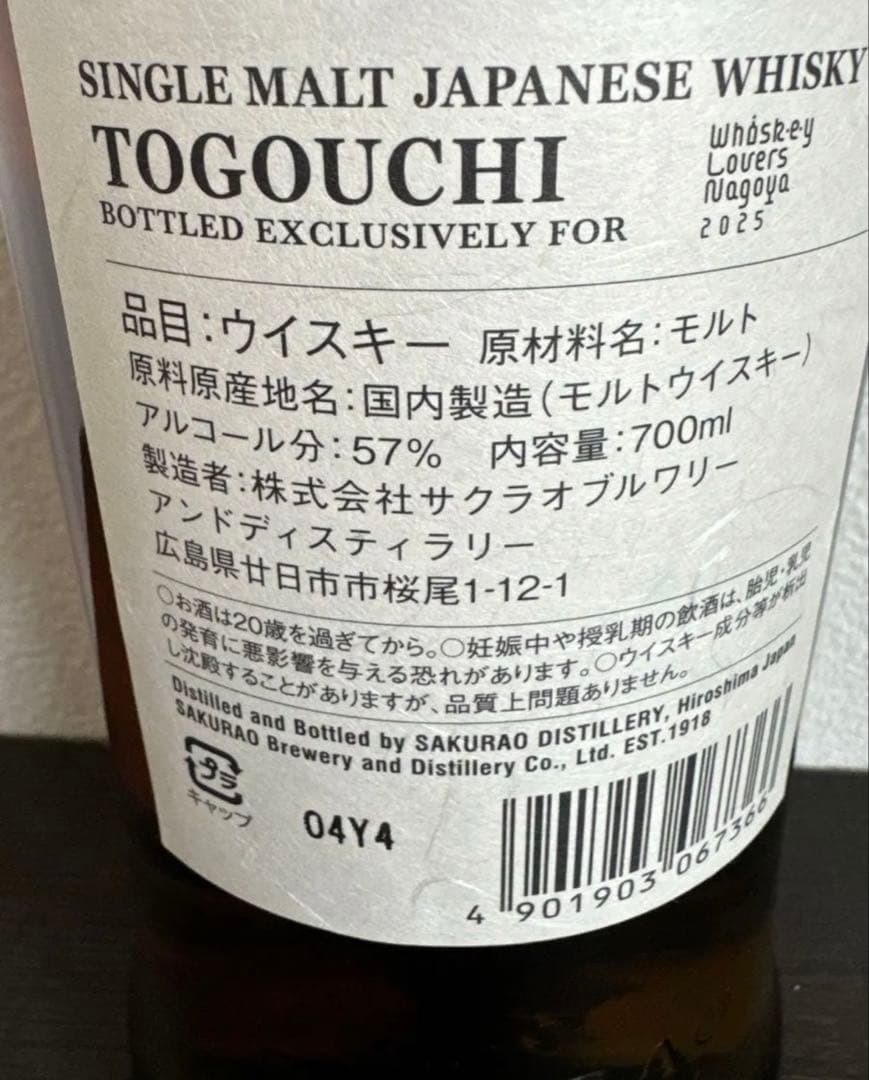 SINGLE MALT JAPANESE WHISKY
TOGOUCHI
BOTTLED EXCLUSIVELY FOR
Whiskey
Lovers
Nagoya
2025
品目:ウイスキー 原材料名:モルト
原料原産地名:国内製造(モルトウイスキー)
アルコール分:57% 内容量:700ml
製造者:株式会社サクラオブルワリー
アンドディスティラリー
広島県廿日市市桜尾1-12-1
○お酒は20歳を過ぎてから。○妊娠中や授乳期の飲酒は、胎児・乳児
の発育に悪影響を与える恐れがあります。○ウイスキー成分等が析出
し沈殿することがありますが、品質上問題ありません。
Distilled and Bottled by SAKURAO DISTILLERY, Hiroshima Japan
SAKURAO Brewery and Distillery Co., Ltd. EST.1918
プラ
キャップ
04Y4
4 901903 067366